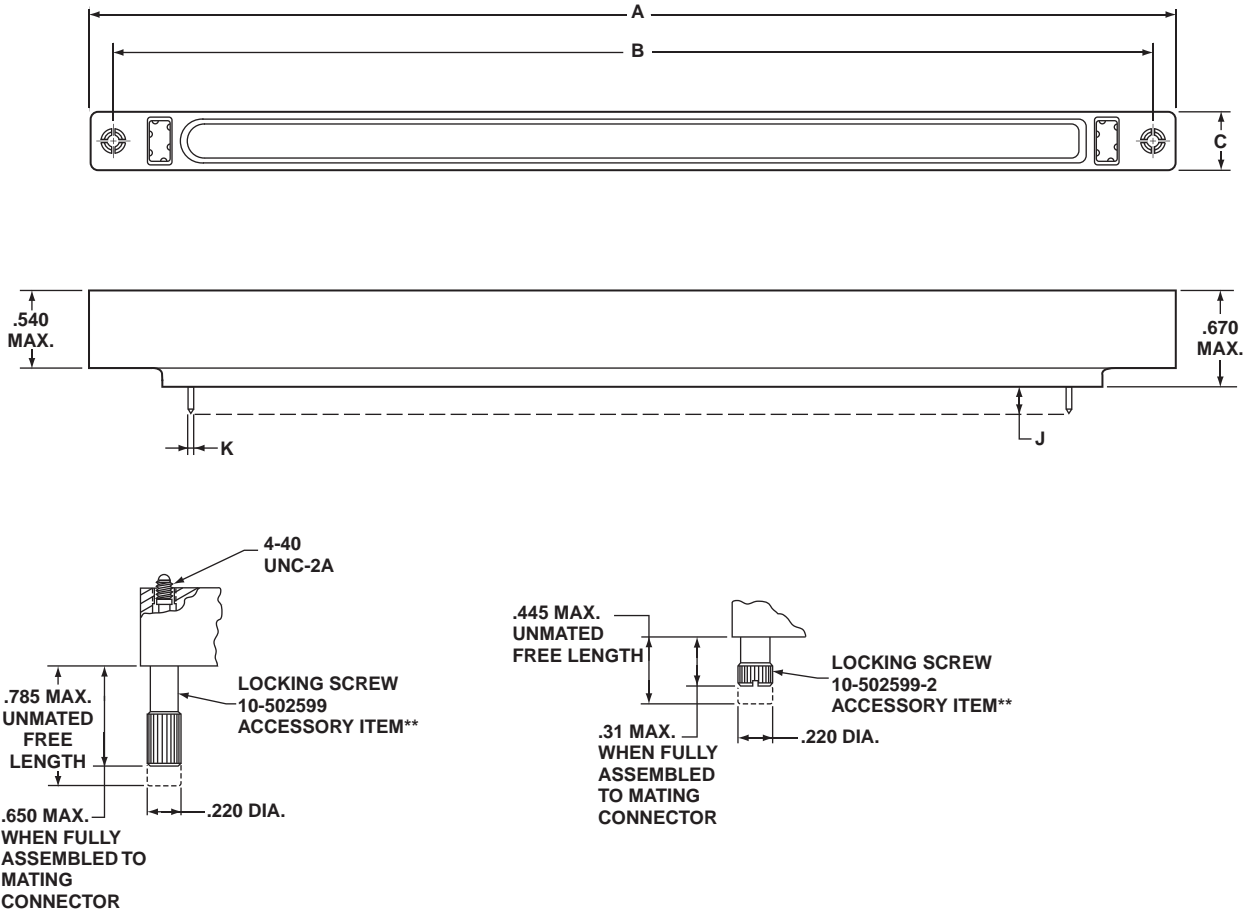 A
B
C
.540
MAX.
.670
MAX.
K
J
4-40
UNC-2A
.785 MAX.
UNMATED
FREE
LENGTH
LOCKING SCREW
10-502599
ACCESSORY ITEM**
.650 MAX.
WHEN FULLY
ASSEMBLED TO
MATING
CONNECTOR
.220 DIA.
.445 MAX.
UNMATED
FREE LENGTH
LOCKING SCREW
10-502599-2
ACCESSORY ITEM**
.31 MAX.
WHEN FULLY
ASSEMBLED
TO MATING
CONNECTOR
.220 DIA.